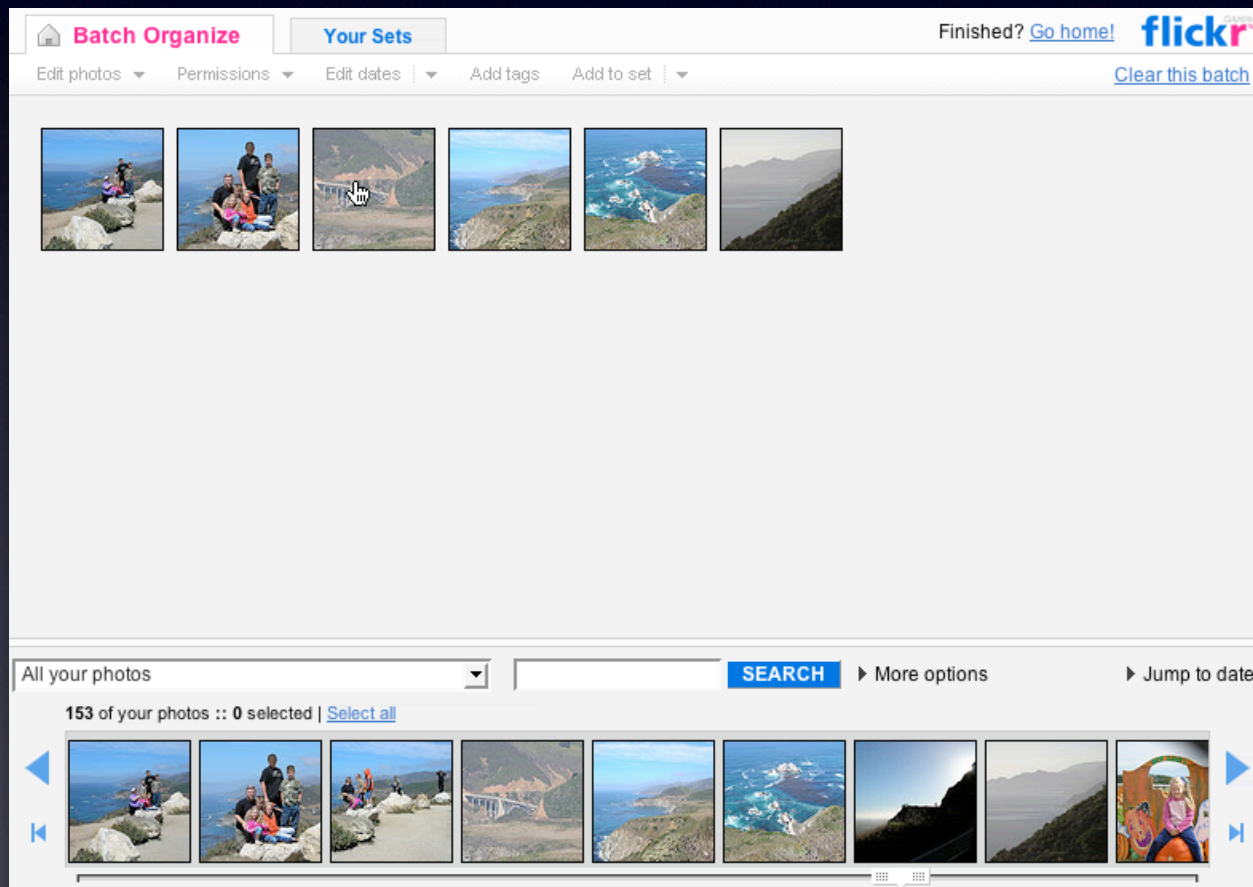 Batch Organize Your Sets Finished? Go home! flickr
Edit photos Permissions Edit dates Add tags Add to set Clear this batch
All your photos SEARCH More options Jump to date
153 of your photos :: 0 selected | Select all